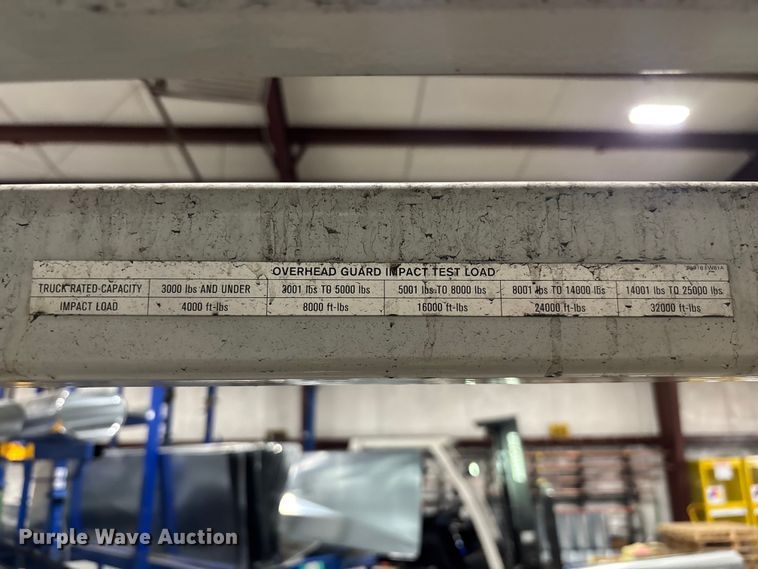 OVERHEAD GUARD IMPACT TEST LOAD
TRUCK RATED CAPACITY 3000 lbs AND UNDER 3001 lbs TO 5000 lbs 5001 lbs TO 8000 lbs 8001 lbs TO 14000 lbs 14001 lbs TO 25000 lbs
IMPACT LOAD 4000 ft-lbs 8000 ft-lbs 16000 ft-lbs 24000 ft-lbs 32000 ft-lbs
Purple Wave Auction